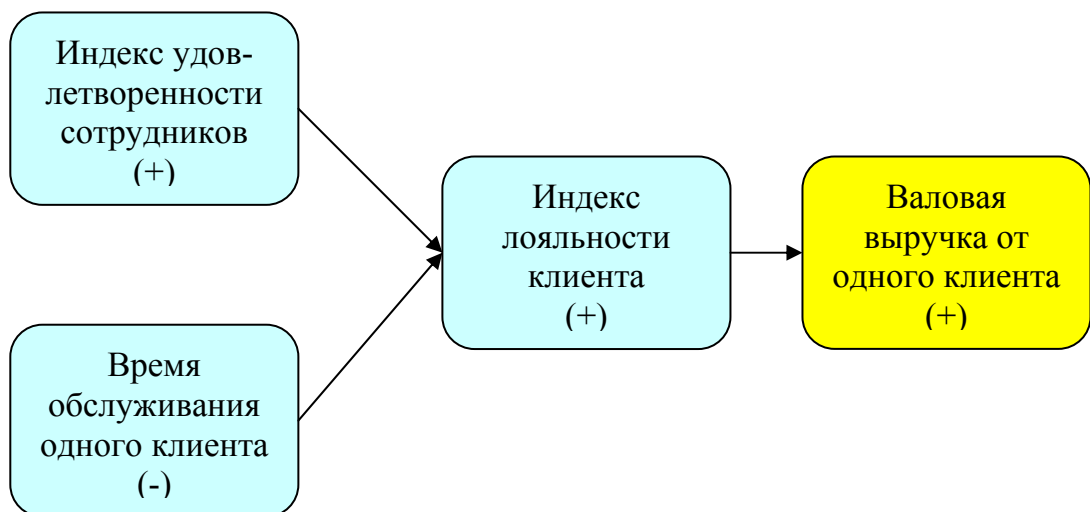 Индекс удов-
летворенности
сотрудников
(+)
Время
обслуживания
одного клиента
(-)
Индекс
лояльности
клиента
(+)
Валовая
выручка от
одного клиента
(+)